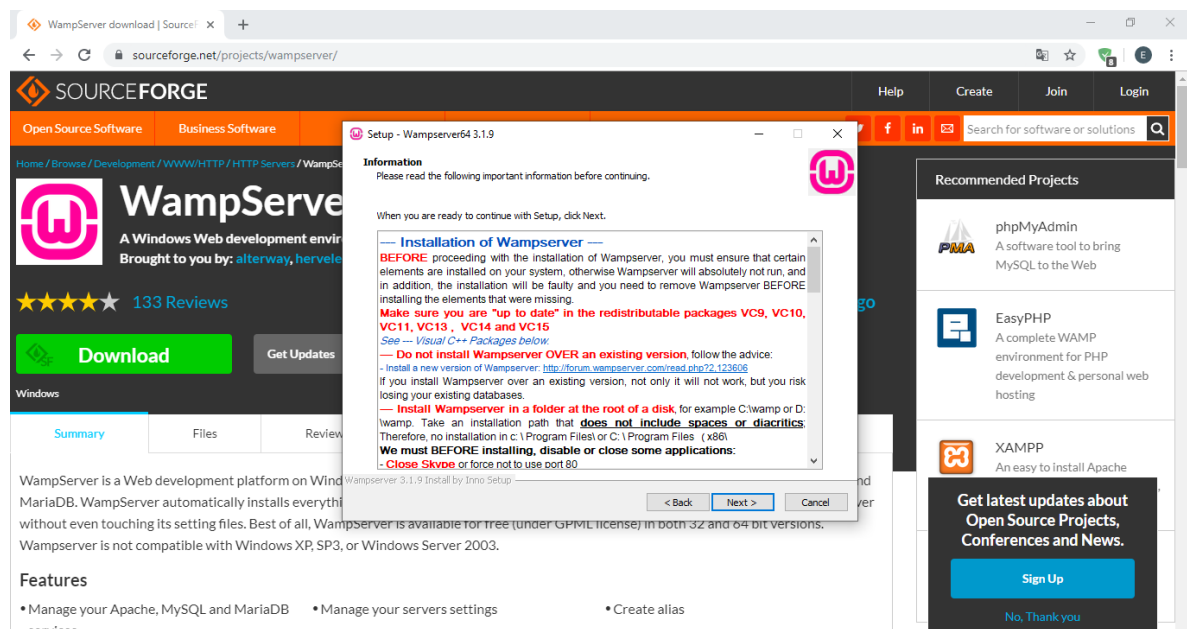 WampServer download | Source
sourceforge.net/projects/wampserver/
8
E
SOURCEFORGE
Help
Create
Join
Login
Open Source Software
Business Software
Search for software or solutions
Home / Browse / Development / WWW/HTTP / HTTP Servers / WampSe
WampServe
A Windows Web development envir
Brought to you by: alterway, hervele
133 Reviews
go
Download
Get Updates
Windows
Summary
Files
Review
WampServer is a Web development platform on Wind
nd
MariaDB. WampServer automatically installs everythi
ver
without even touching its setting files. Best of all, WampServer is available for free (under GPML license) in both 32 and 64 bit versions.
Wampserver is not compatible with Windows XP, SP3, or Windows Server 2003.
Features
• Manage your Apache, MySQL and MariaDB
• Manage your servers settings
• Create alias
Setup - Wampserver64 3.1.9
Information
Please read the following important information before continuing.
When you are ready to continue with Setup, click Next.
---- Installation of Wampserver ----
BEFORE proceeding with the installation of Wampserver, you must ensure that certain
elements are installed on your system, otherwise Wampserver will absolutely not run, and
in addition, the installation will be faulty and you need to remove Wampserver BEFORE
installing the elements that were missing.
Make sure you are "up to date" in the redistributable packages VC9, VC10,
VC11, VC13 , VC14 and VC15
See --- Visual C++ Packages below.
---- Do not install Wampserver OVER an existing version, follow the advice:
- Install a new version of Wampserver: http://forum.wampserver.com/read.php?2,123606
If you install Wampserver over an existing version, not only it will not work, but you risk
losing your existing databases.
---- Install Wampserver in a folder at the root of a disk, for example C:\wamp or D:
\wamp. Take an installation path that does not include spaces or diacritics;
Therefore, no installation in c: \ Program Files\ or C: \ Program Files (x86\
We must BEFORE installing, disable or close some applications:
- Close Skype or force not to use port 80
Wampserver 3.1.9 Install by Inno Setup
< Back
Next >
Cancel
Recommended Projects
phpMyAdmin
A software tool to bring
MySQL to the Web
PMA
EasyPHP
A complete WAMP
environment for PHP
development & personal web
hosting
XAMPP
An easy to install Apache
Get latest updates about
Open Source Projects,
Conferences and News.
Sign Up
No, Thank you